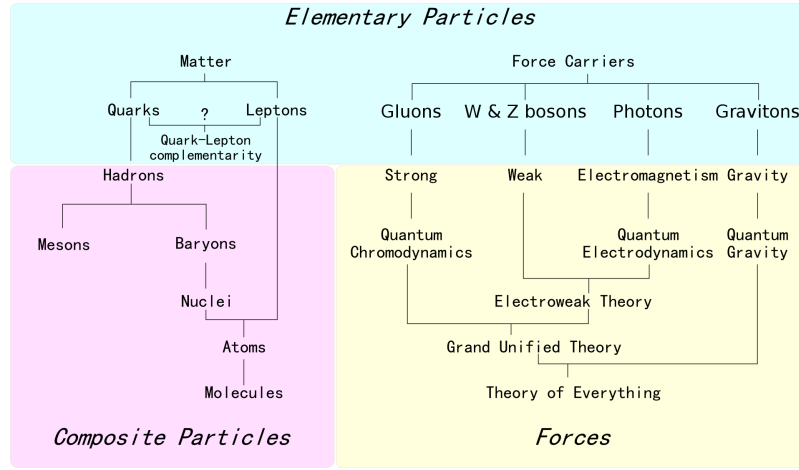 Elementary Particles
Matter
Force Carriers
Quarks
?
Leptons
Gluons
W & Z bosons
Photons
Gravitons
Quark-Lepton
complementarity
Hadrons
Strong
Weak
Electromagnetism
Gravity
Mesons
Baryons
Quantum
Chromodynamics
Quantum
Electrodynamics
Quantum
Gravity
Nuclei
Electroweak Theory
Atoms
Grand Unified Theory
Molecules
Theory of Everything
Composite Particles
Forces